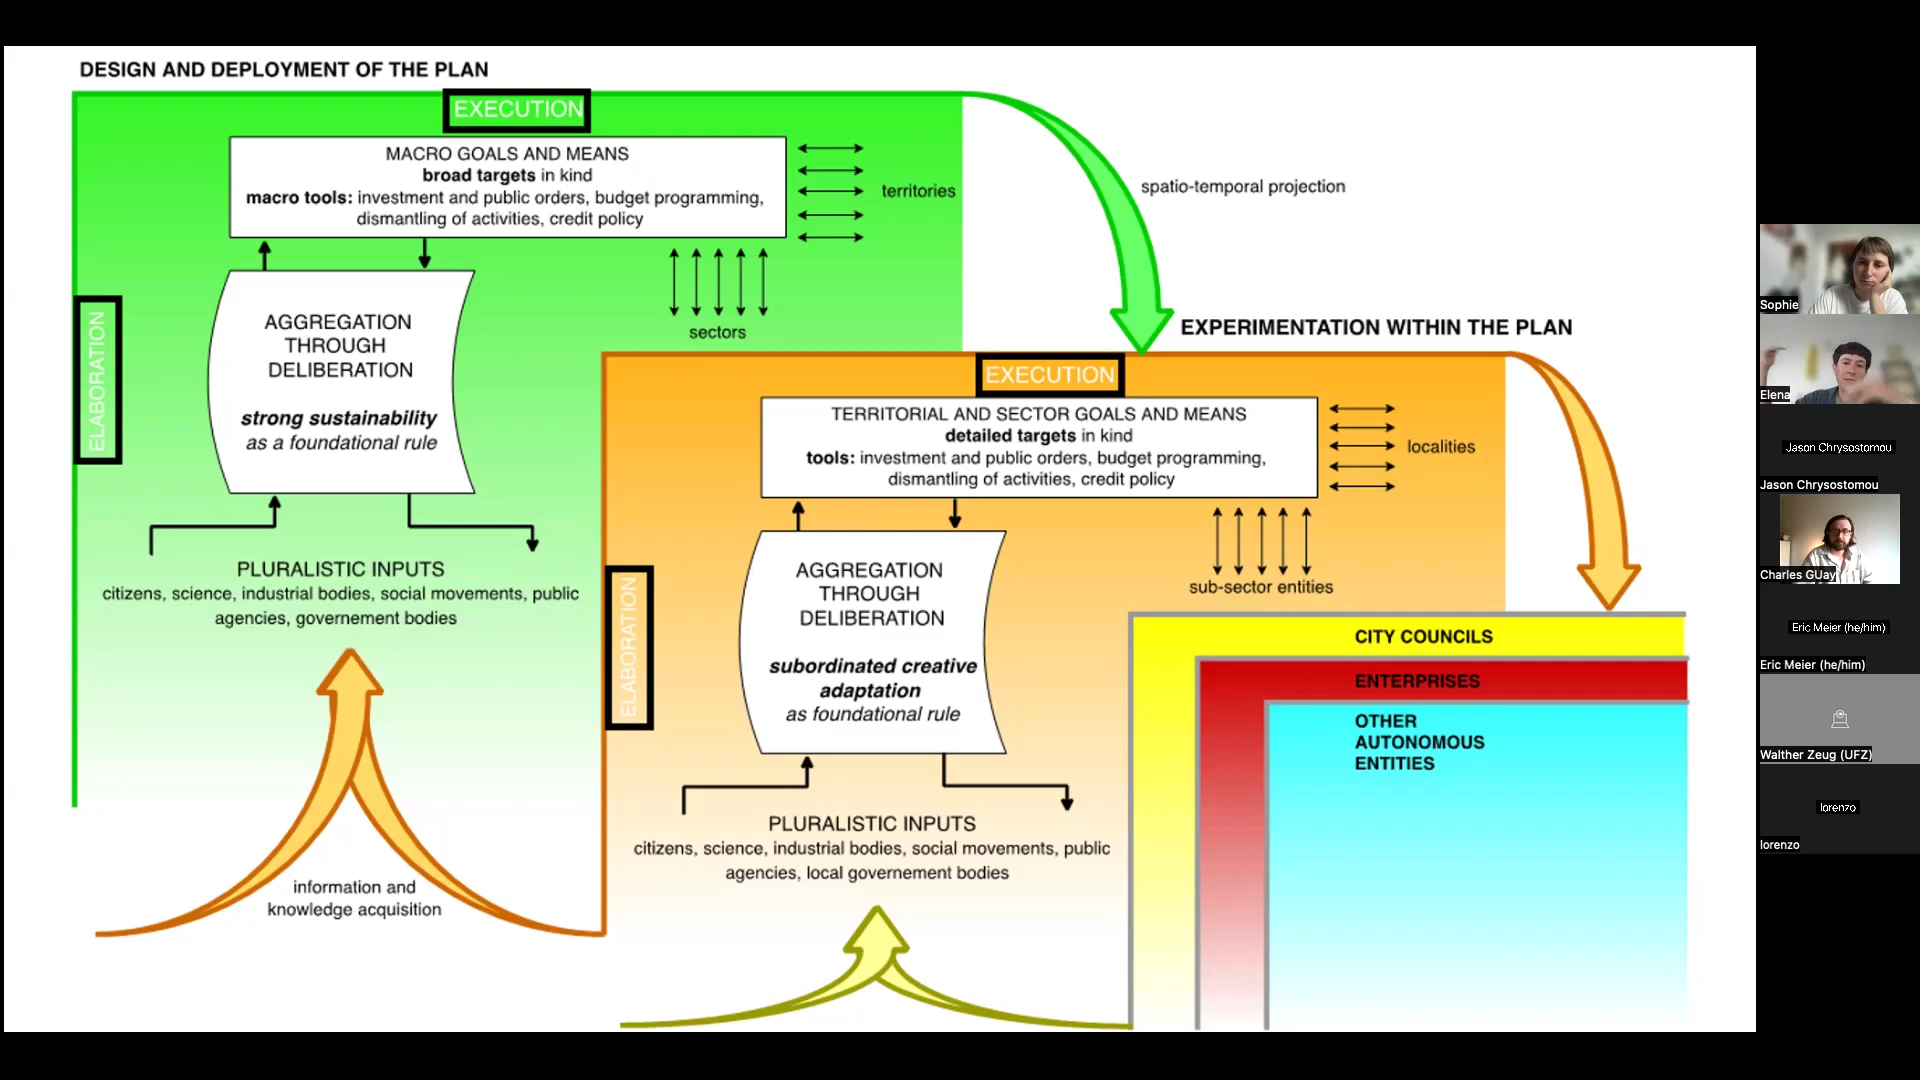 DESIGN AND DEPLOYMENT OF THE PLAN
EXECUTION
MACRO GOALS AND MEANS
broad targets in kind
macro tools: investment and public orders, budget programming,
dismantling of activities, credit policy
territories
sectors
spatio-temporal projection
ELABORATION
AGGREGATION
THROUGH
DELIBERATION
strong sustainability
as a foundational rule
PLURALISTIC INPUTS
citizens, science, industrial bodies, social movements, public
agencies, governement bodies
information and
knowledge acquisition
EXPERIMENTATION WITHIN THE PLAN
EXECUTION
TERRITORIAL AND SECTOR GOALS AND MEANS
detailed targets in kind
tools: investment and public orders, budget programming,
dismantling of activities, credit policy
localities
sub-sector entities
ELABORATION
AGGREGATION
THROUGH
DELIBERATION
subordinated creative
adaptation
as foundational rule
PLURALISTIC INPUTS
citizens, science, industrial bodies, social movements, public
agencies, local governement bodies
CITY COUNCILS
ENTERPRISES
OTHER
AUTONOMOUS
ENTITIES
Sophie
Elena
Jason Chrysostomou
Jason Chrysostomou
Charles GUay
Eric Meier (he/him)
Eric Meier (he/him)
Walther Zeug (UFZ)
lorenzo
lorenzo